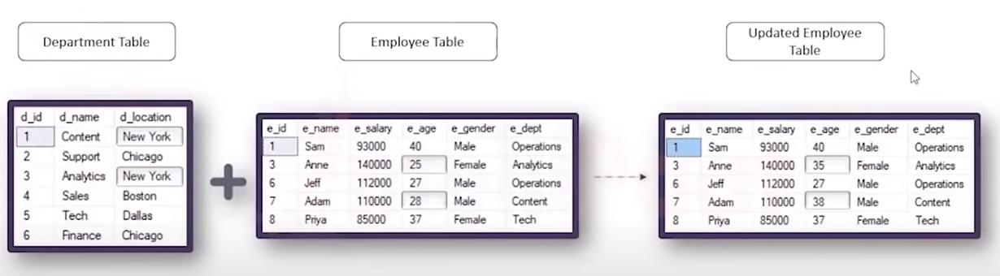 Department Table
Employee Table
Updated Employee
Table
d_id d_name d_location
1 Content New York
2 Support Chicago
3 Analytics New York
4 Sales Boston
5 Tech Dallas
6 Finance Chicago
e_id e_name e_salary e_age e_gender e_dept
1 Sam 93000 40 Male Operations
3 Anne 140000 25 Female Analytics
6 Jeff 112000 27 Male Operations
7 Adam 110000 28 Male Content
8 Priya 85000 37 Female Tech
e_id e_name e_salary e_age e_gender e_dept
1 Sam 93000 40 Male Operations
3 Anne 140000 35 Female Analytics
6 Jeff 112000 27 Male Operations
7 Adam 110000 38 Male Content
8 Priya 85000 37 Female Tech